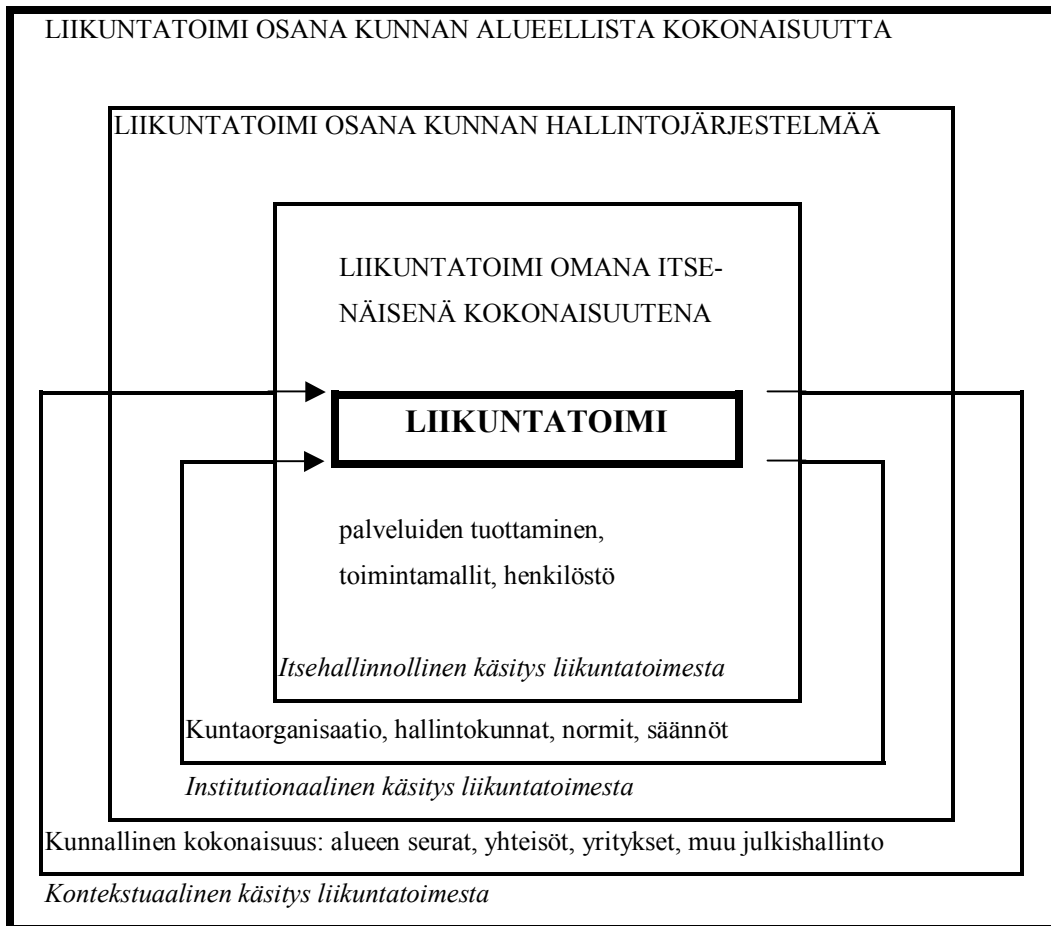 LIIKUNTATOIMI OSANA KUNNAN ALUEELLISTA KOKONAISUUTTA
LIIKUNTATOIMI OSANA KUNNAN HALLINTOJÄRJESTELMÄÄ
LIIKUNTATOIMI OMANA ITSE-
NÄISENÄ KOKONAISUUTENA
LIIKUNTATOIMI
palveluiden tuottaminen,
toimintamallit, henkilöstö
Itsehallinnollinen käsitys liikuntatoimesta
Kuntaorganisaatio, hallintokunnat, normit, säännöt
Institutionaalinen käsitys liikuntatoimesta
Kunnallinen kokonaisuus: alueen seurat, yhteisöt, yritykset, muu julkishallinto
Kontekstuaalinen käsitys liikuntatoimesta